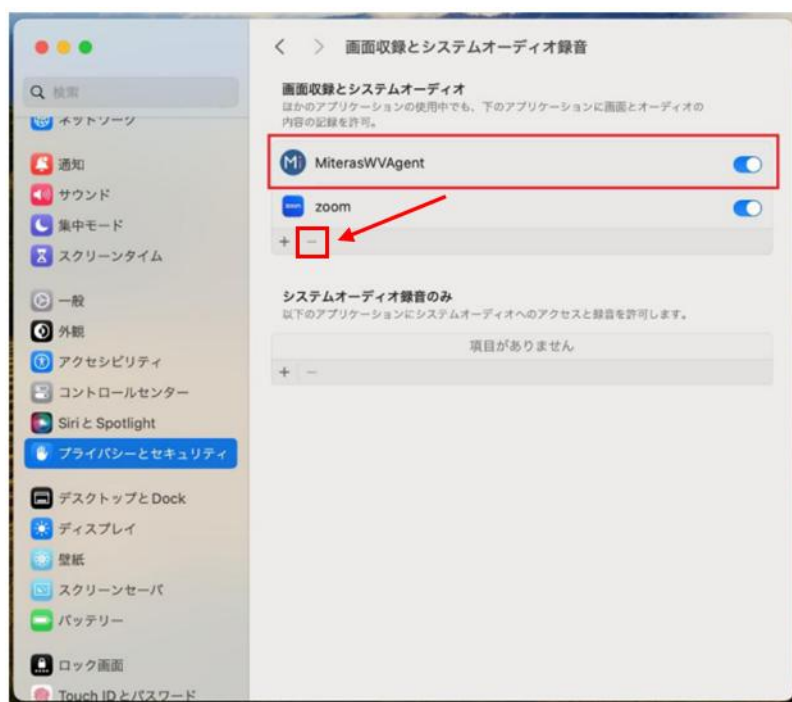 検索
ネットワーク
通知
サウンド
集中モード
スクリーンタイム
一般
外観
アクセシビリティ
コントロールセンター
Siri と Spotlight
プライバシーとセキュリティ
デスクトップと Dock
ディスプレイ
壁紙
スクリーンセーバ
バッテリー
ロック画面
Touch ID とパスワード
画面収録とシステムオーディオ録音
画面収録とシステムオーディオ
ほかのアプリケーションの使用中でも、下のアプリケーションに画面とオーディオの
内容の記録を許可。
Mi MiterasWVAgent
zoom zoom
+ −
システムオーディオ録音のみ
以下のアプリケーションにシステムオーディオへのアクセスと録音を許可します。
項目がありません
+ −